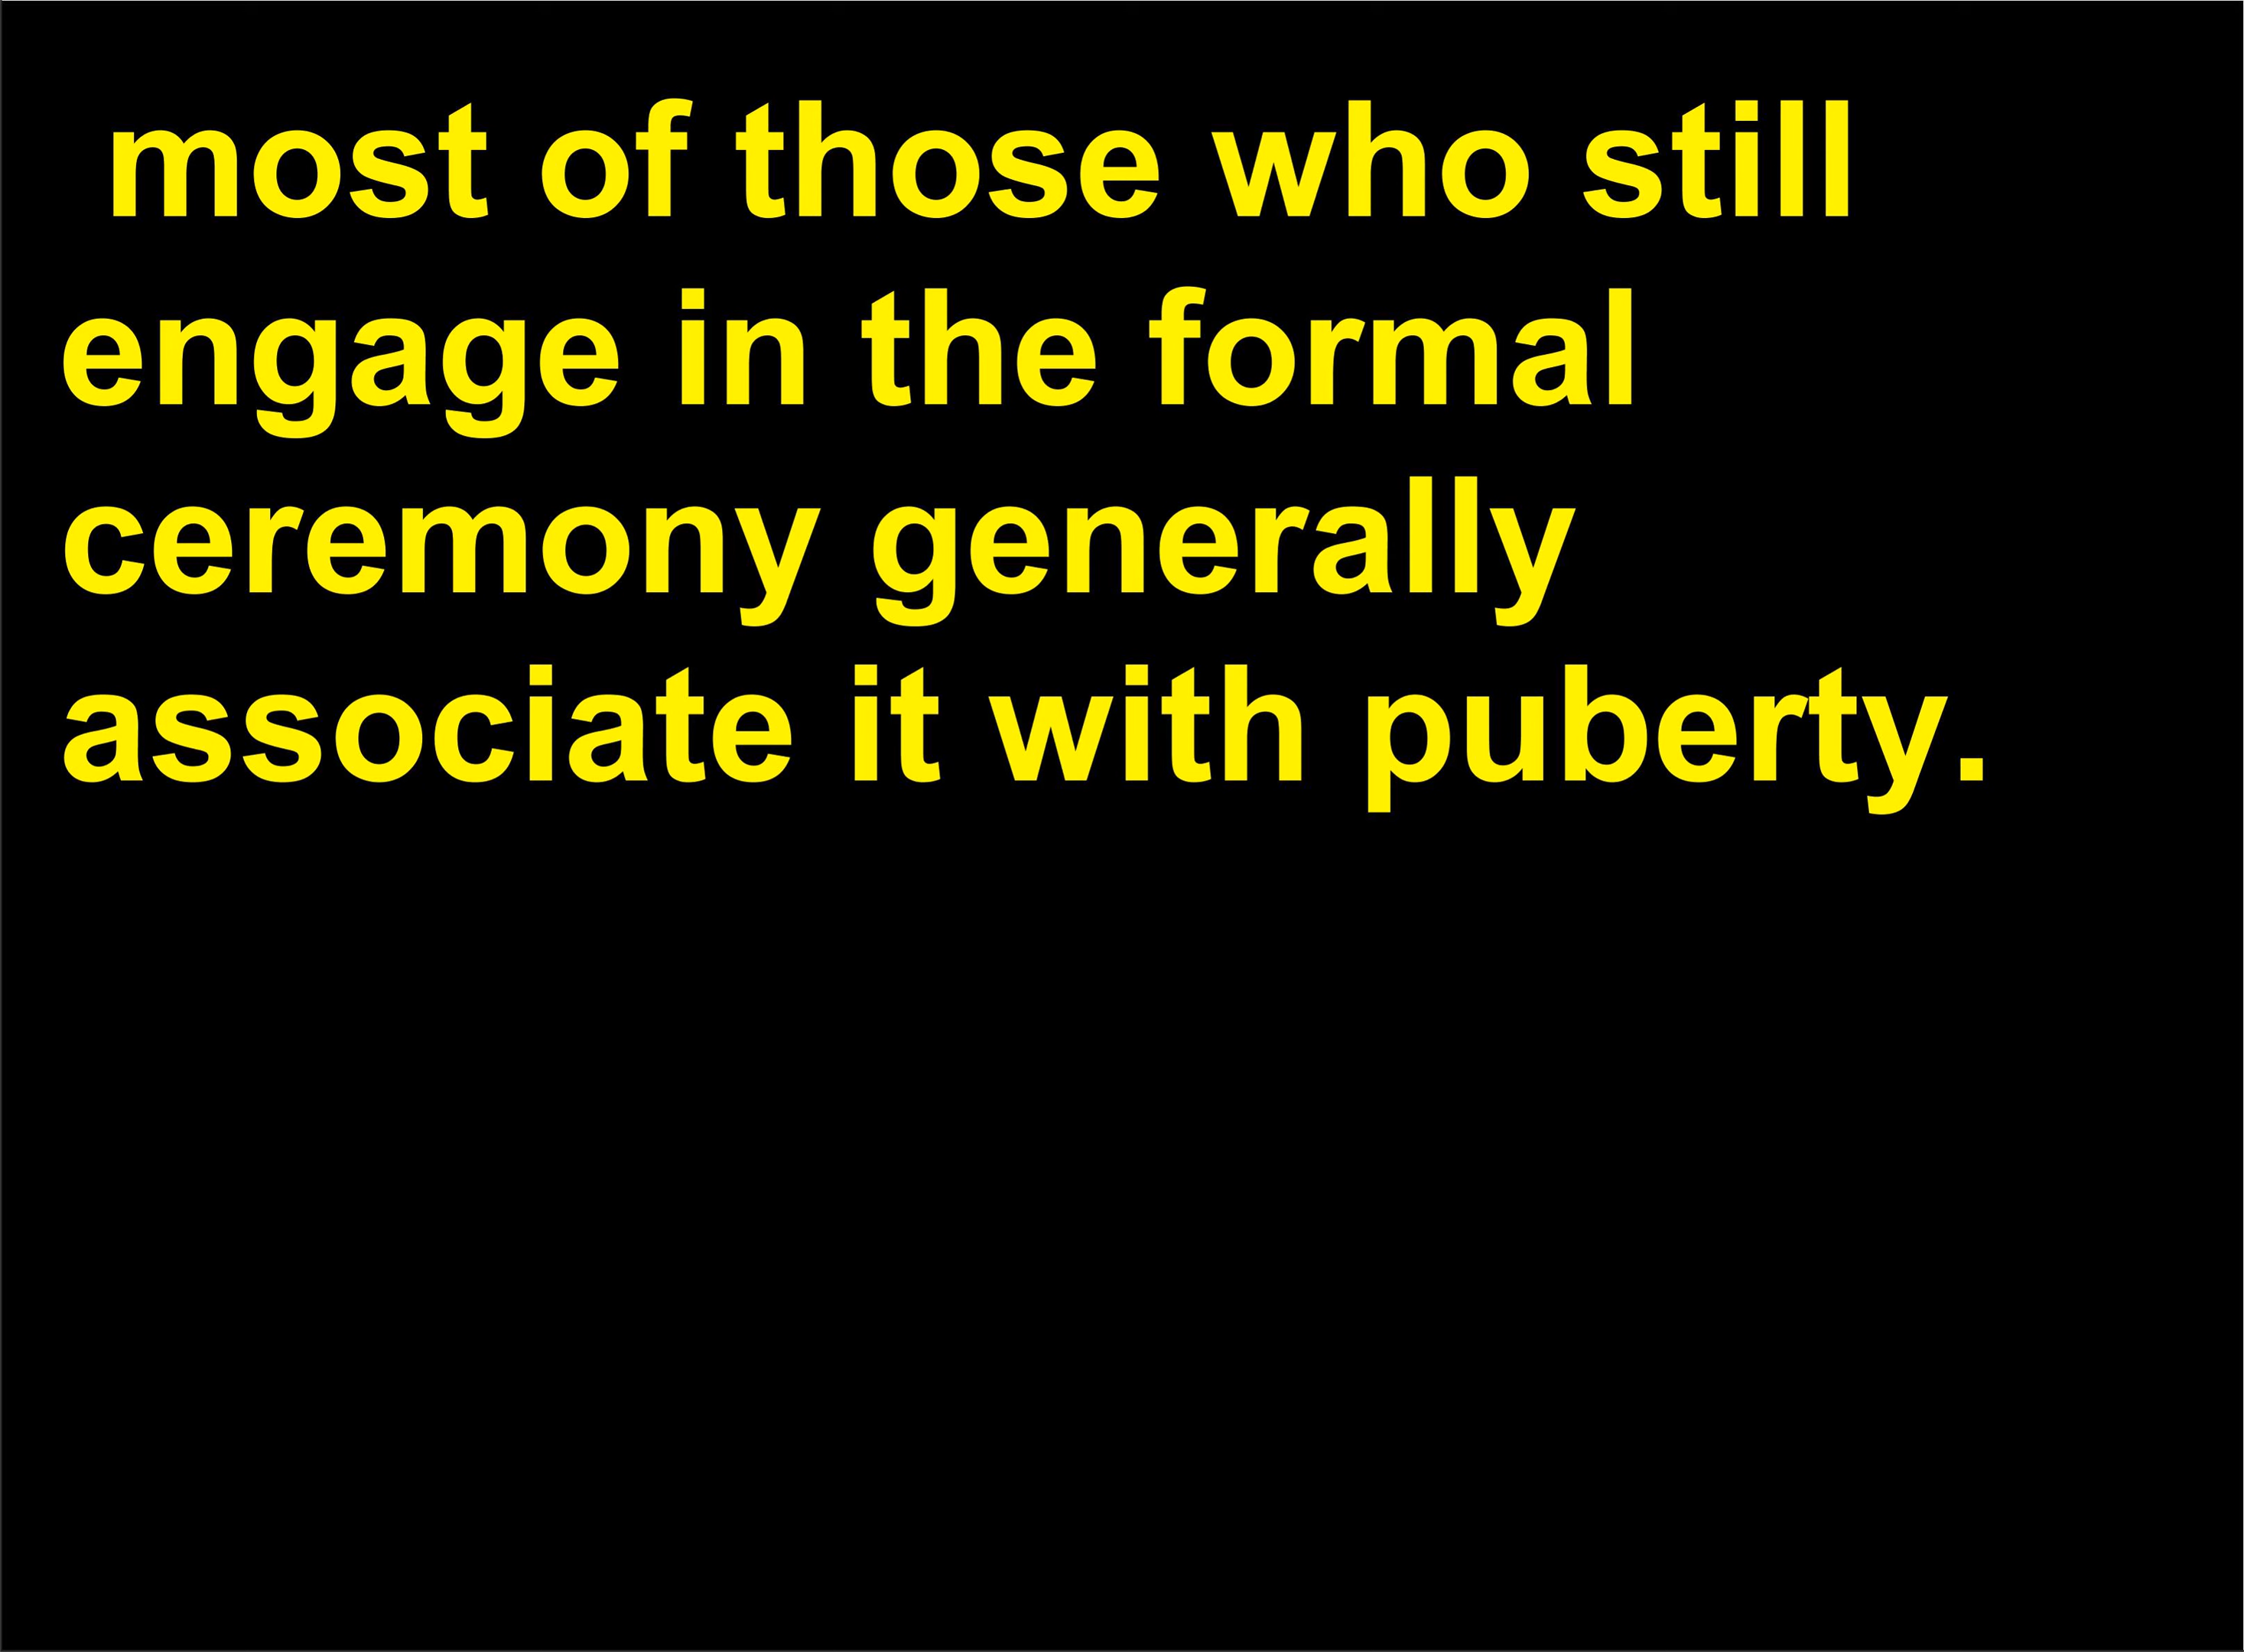 most of those who still
engage in the formal
ceremony generally
associate it with puberty.